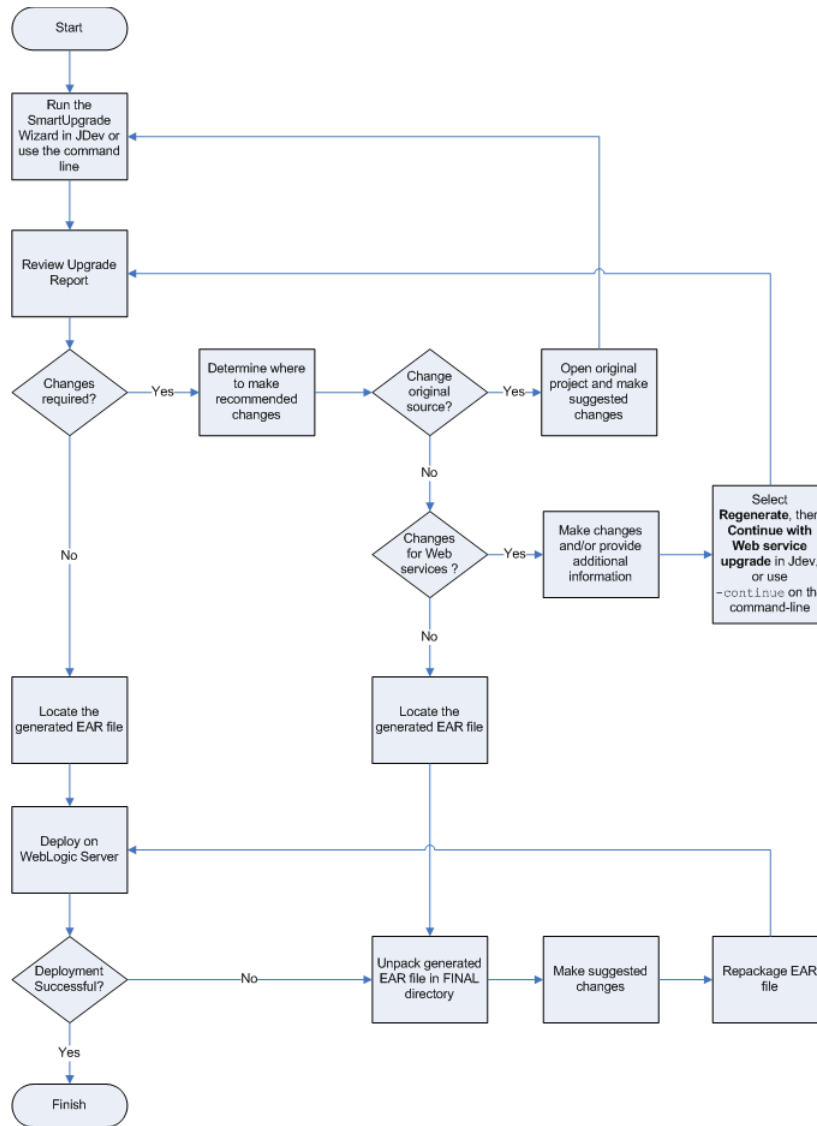 Start
Run the
SmartUpgrade
Wizard in JDev or
use the command
line
Review Upgrade
Report
Changes
required?
Yes
Determine where
to make
recommended
changes
Change
original
source?
Yes
Open original
project and make
suggested
changes
No
No
Changes
for Web
services ?
Yes
Make changes
and/or provide
additional
information
Select
Regenerate, then
Continue with
Web service
upgrade in Jdev,
or use
-continue on the
command-line
No
Locate the
generated EAR file
Locate the
generated EAR file
Deploy on
WebLogic Server
Deployment
Successful?
No
Unpack generated
EAR file in FINAL
directory
Make suggested
changes
Repackage EAR
file
Yes
Finish